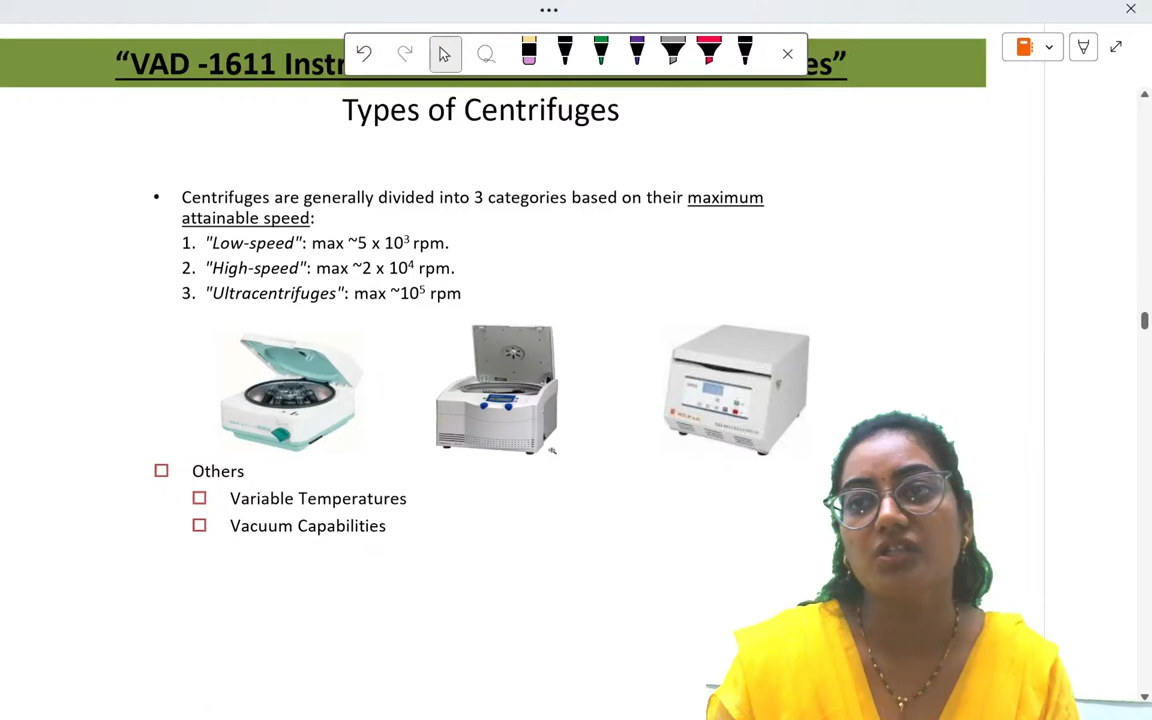 “VAD -1611 Instr
es”
Types of Centrifuges
• Centrifuges are generally divided into 3 categories based on their maximum
attainable speed:
1. "Low-speed": max ~5 x 10³ rpm.
2. "High-speed": max ~2 x 10⁴ rpm.
3. "Ultracentrifuges": max ~10⁵ rpm
Others
Variable Temperatures
Vacuum Capabilities